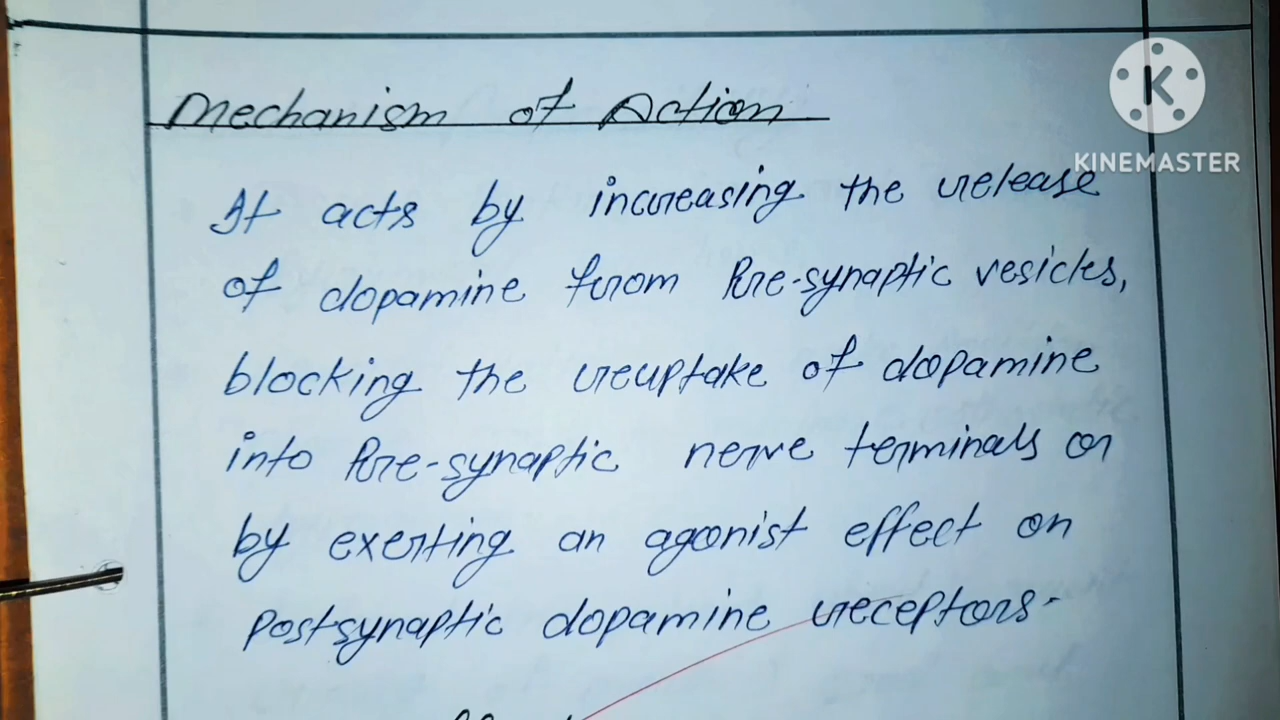 Mechanism of Action
KINEMASTER
It acts by increasing the release
of dopamine from Pre-synaptic vesicles,
blocking the reuptake of dopamine
into Pre-synaptic nerve terminals or
by exerting an agonist effect on
postsynaptic dopamine receptors.